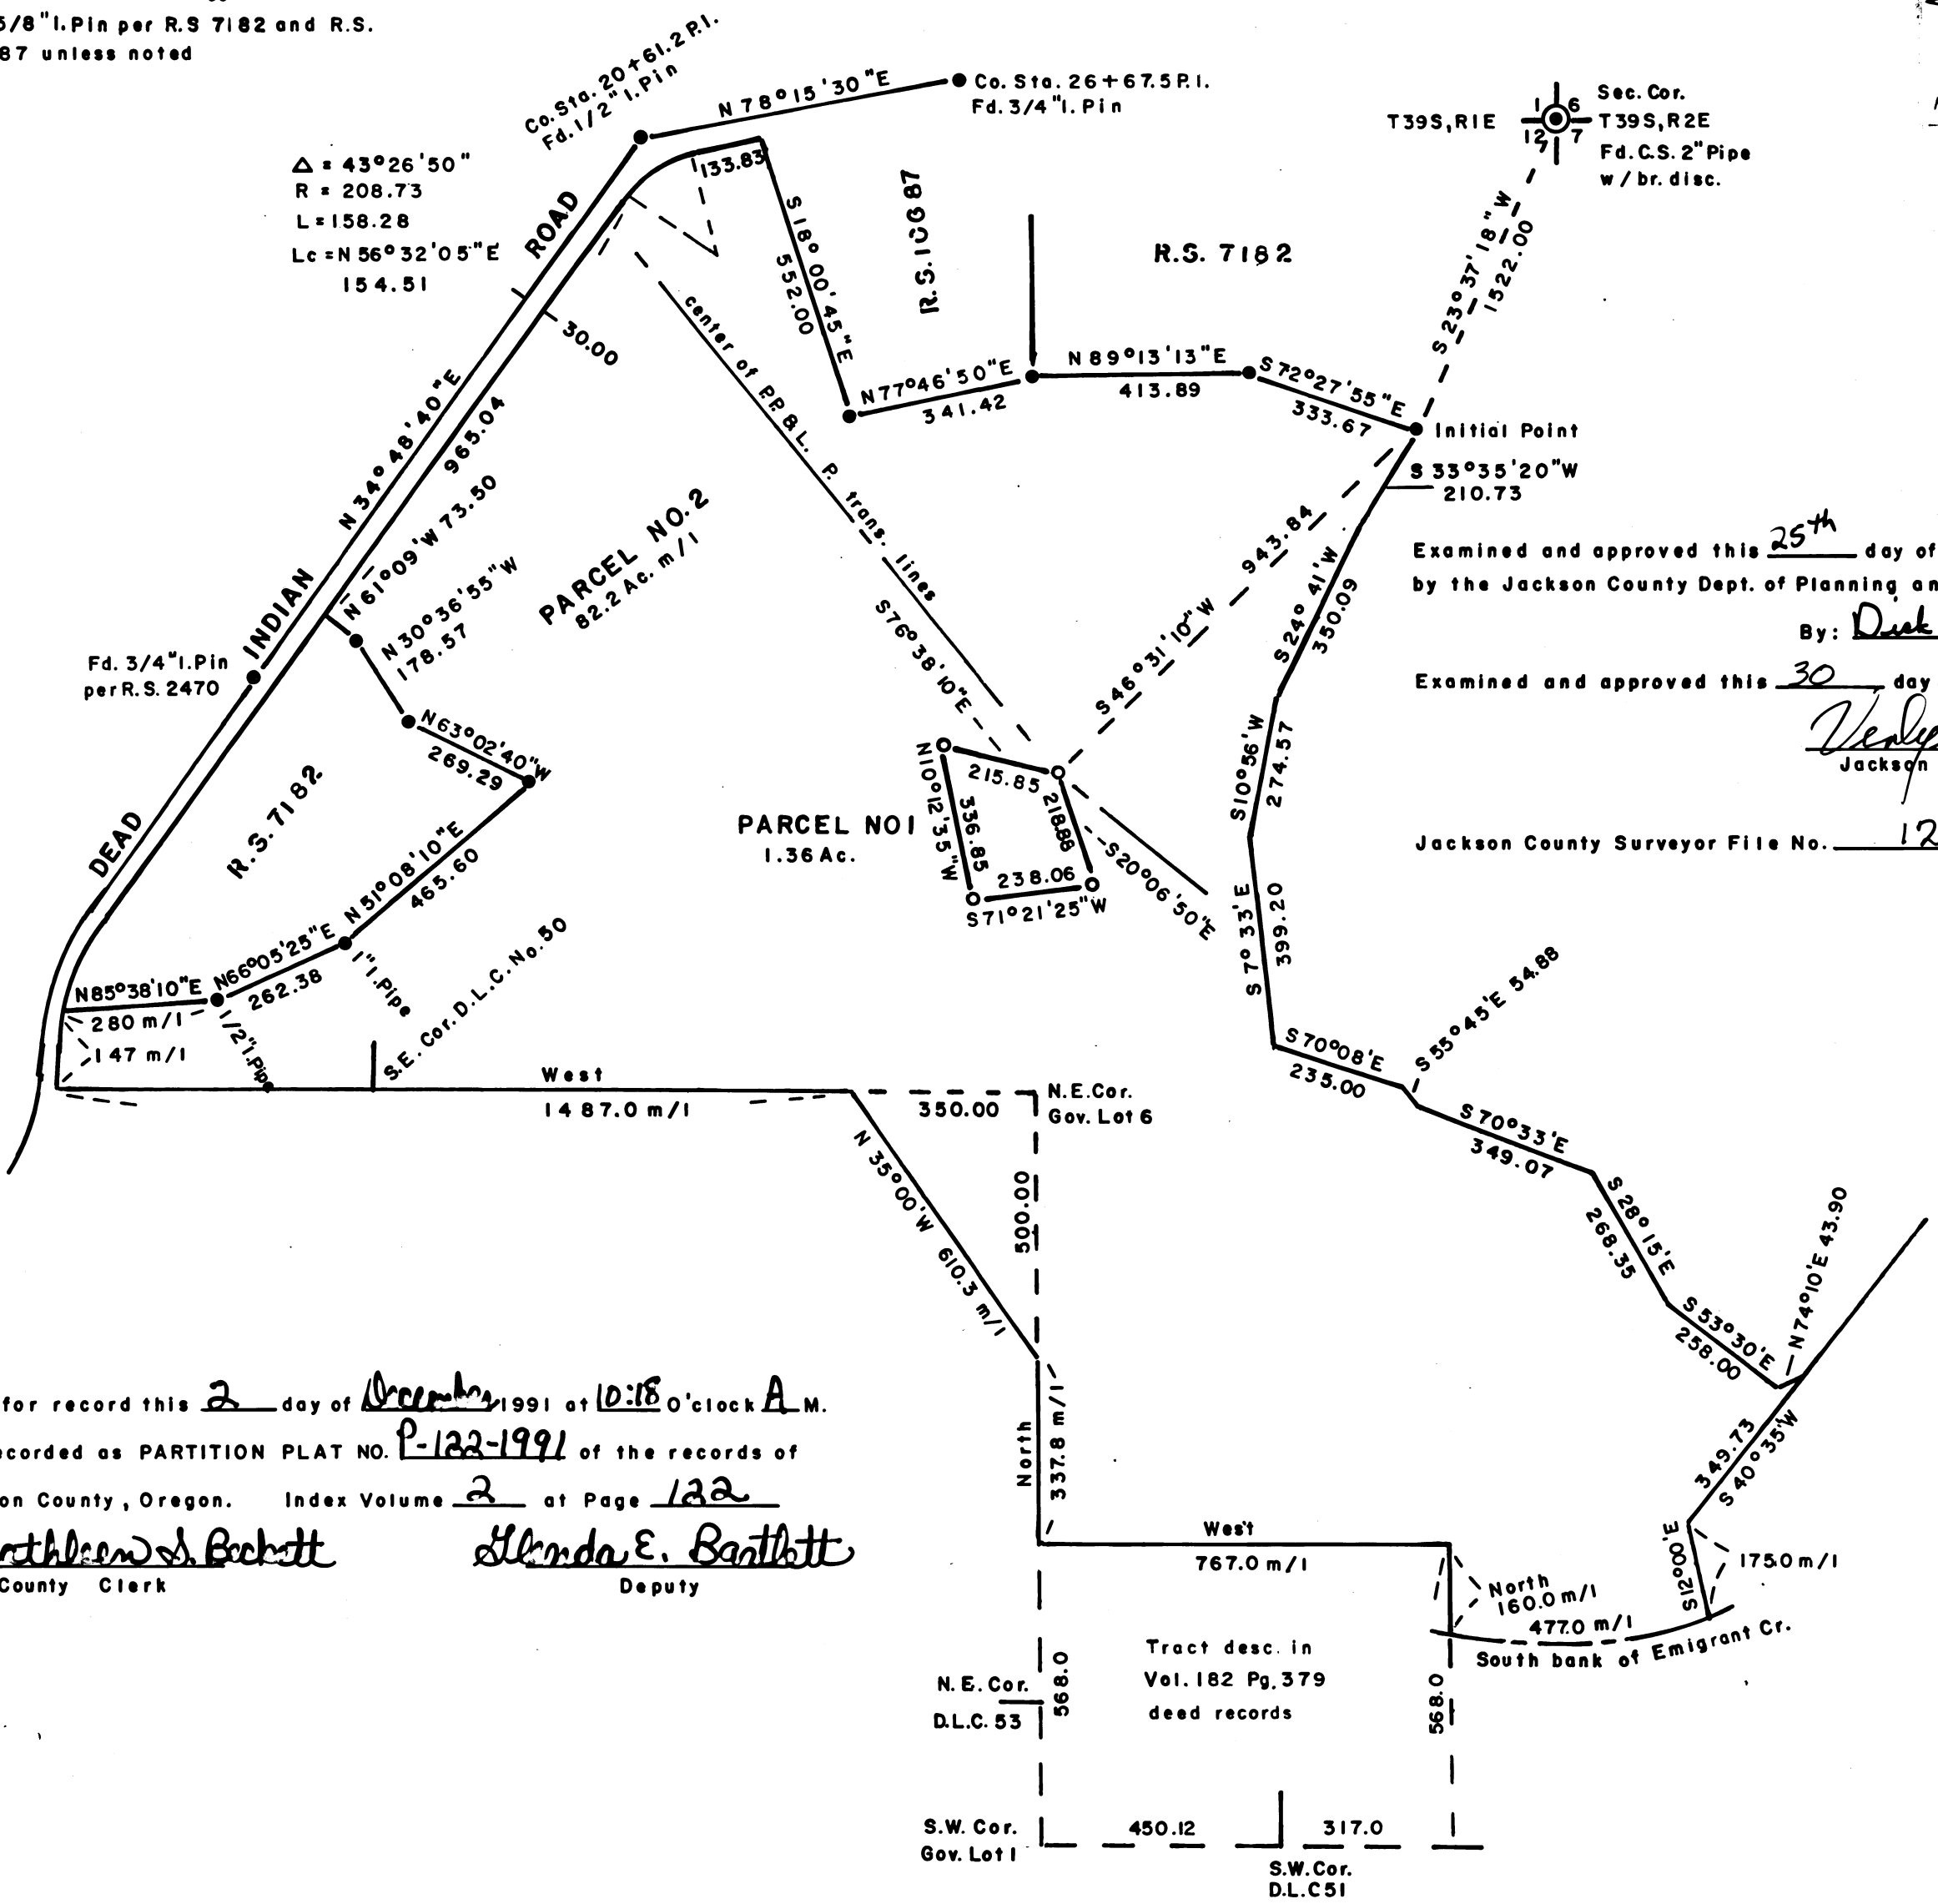 5/8" I. Pin per R.S 7182 and R.S.
87 unless noted
Co. Sta. 20+61.2 P.I.
Fd. 1/2" I. Pin
N 78°15'30"E
Co. Sta. 26+67.5 P.I.
Fd. 3/4" I. Pin
1 6
12 7
T39S, R1E
Sec. Cor.
T39S, R2E
Fd. C.S. 2" Pipe
w/ br. disc.
Δ = 43°26'50"
R = 208.73
L = 158.28
Lc = N 56°32'05"E
154.51
133.83
S 18°00'45"E
552.00
R.S. 10687
R.S. 7182
S 23°37'18"W
1522.00
DEAD INDIAN ROAD
30.00
center of P.P.&L. P. trans. lines
N 77°46'50"E
341.42
N 89°13'13"E
413.89
S 72°27'55"E
333.67
Initial Point
S 33°35'20"W
210.73
N 34°48'40"E
965.04
N 61°09'W 73.50
N 30°36'55"W
178.57
PARCEL NO. 2
82.2 Ac. m/l
S 46°31'10"W 943.84
S 24°41'W
350.09
Examined and approved this 25th day of
by the Jackson County Dept. of Planning an
By: Dick
Examined and approved this 30 day
Jackson
Jackson County Surveyor File No. 12
Fd. 3/4" I. Pin
per R.S. 2470
N 63°02'40"W
269.29
R.S. 7182
N 51°08'10"E
465.60
S76°38'10"E
215.85
N10°12'35"W
336.85
218.86
S20°06'50"E
238.06
S71°21'25"W
PARCEL NO 1
1.36 Ac.
S10°56'W
274.57
S 7°33'E
399.20
N66°05'25"E
262.38
1" I. Pipe
N85°38'10"E
280 m/l
147 m/l
1/2" I. Pipe
S.E. Cor. D.L.C. No. 50
West
1487.0 m/l
350.00
N.E. Cor.
Gov. Lot 6
S 70°08'E
235.00
S 55°45'E 54.88
S 70°33'E
349.07
N 35°00'W 610.3 m/l
500.00
S 28°15'E
268.35
S 53°30'E
258.00
N 74°10'E 43.90
349.73
S 40°35'W
for record this 2 day of December, 1991 at 10:18 O'clock A M.
ecorded as PARTITION PLAT NO. P-122-1991 of the records of
on County, Oregon. Index Volume 2 at Page 122
athleen S. Beckett
Glenda E. Bartlett
County Clerk
Deputy
North
337.8 m/l
West
767.0 m/l
North
160.0 m/l
S12°00'E
175.0 m/l
477.0 m/l
South bank of Emigrant Cr.
Tract desc. in
Vol. 182 Pg. 379
deed records
N.E. Cor.
D.L.C. 53
568.0
568.0
S.W. Cor.
Gov. Lot 1
450.12
317.0
S.W. Cor.
D.L.C 51